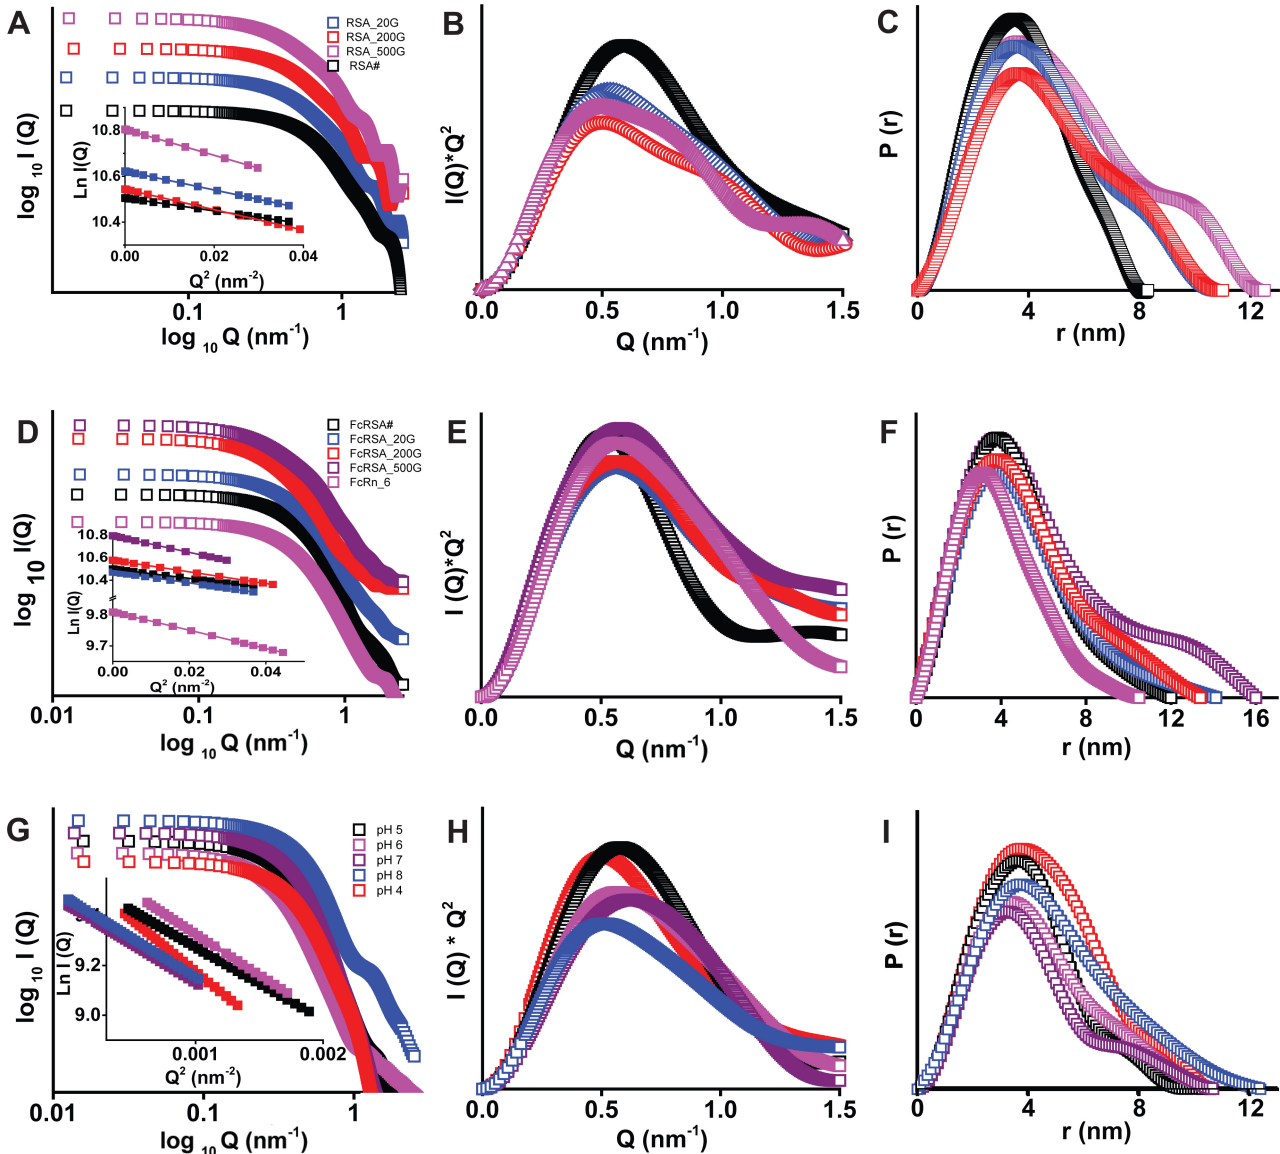 A
RSA_20G
RSA_200G
RSA_500G
RSA#
log 10 I (Q)
10.8
10.6
10.4
Ln I(Q)
0.00
0.02
0.04
Q2 (nm-2)
0.1
1
log 10 Q (nm-1)
B
I(Q)*Q2
0.0
0.5
1.0
1.5
Q (nm-1)
C
P (r)
0
4
8
12
r (nm)
D
FcRSA#
FcRSA_20G
FcRSA_200G
FcRSA_500G
FcRn_6
log 10 I(Q)
10.8
10.6
10.4
9.8
9.7
Ln I(Q)
0.00
0.02
0.04
Q2 (nm-2)
0.01
0.1
1
log 10 Q (nm-1)
E
I (Q)*Q2
0.0
0.5
1.0
1.5
Q (nm-1)
F
P (r)
0
4
8
12
16
r (nm)
G
pH 5
pH 6
pH 7
pH 8
pH 4
log 10 I (Q)
9.2
9.0
Ln I (Q)
0.001
0.002
Q2 (nm-2)
0.01
0.1
1
log 10 Q (nm-1)
H
I (Q) * Q2
0.0
0.5
1.0
1.5
Q (nm-1)
I
P (r)
0
4
8
12
r (nm)